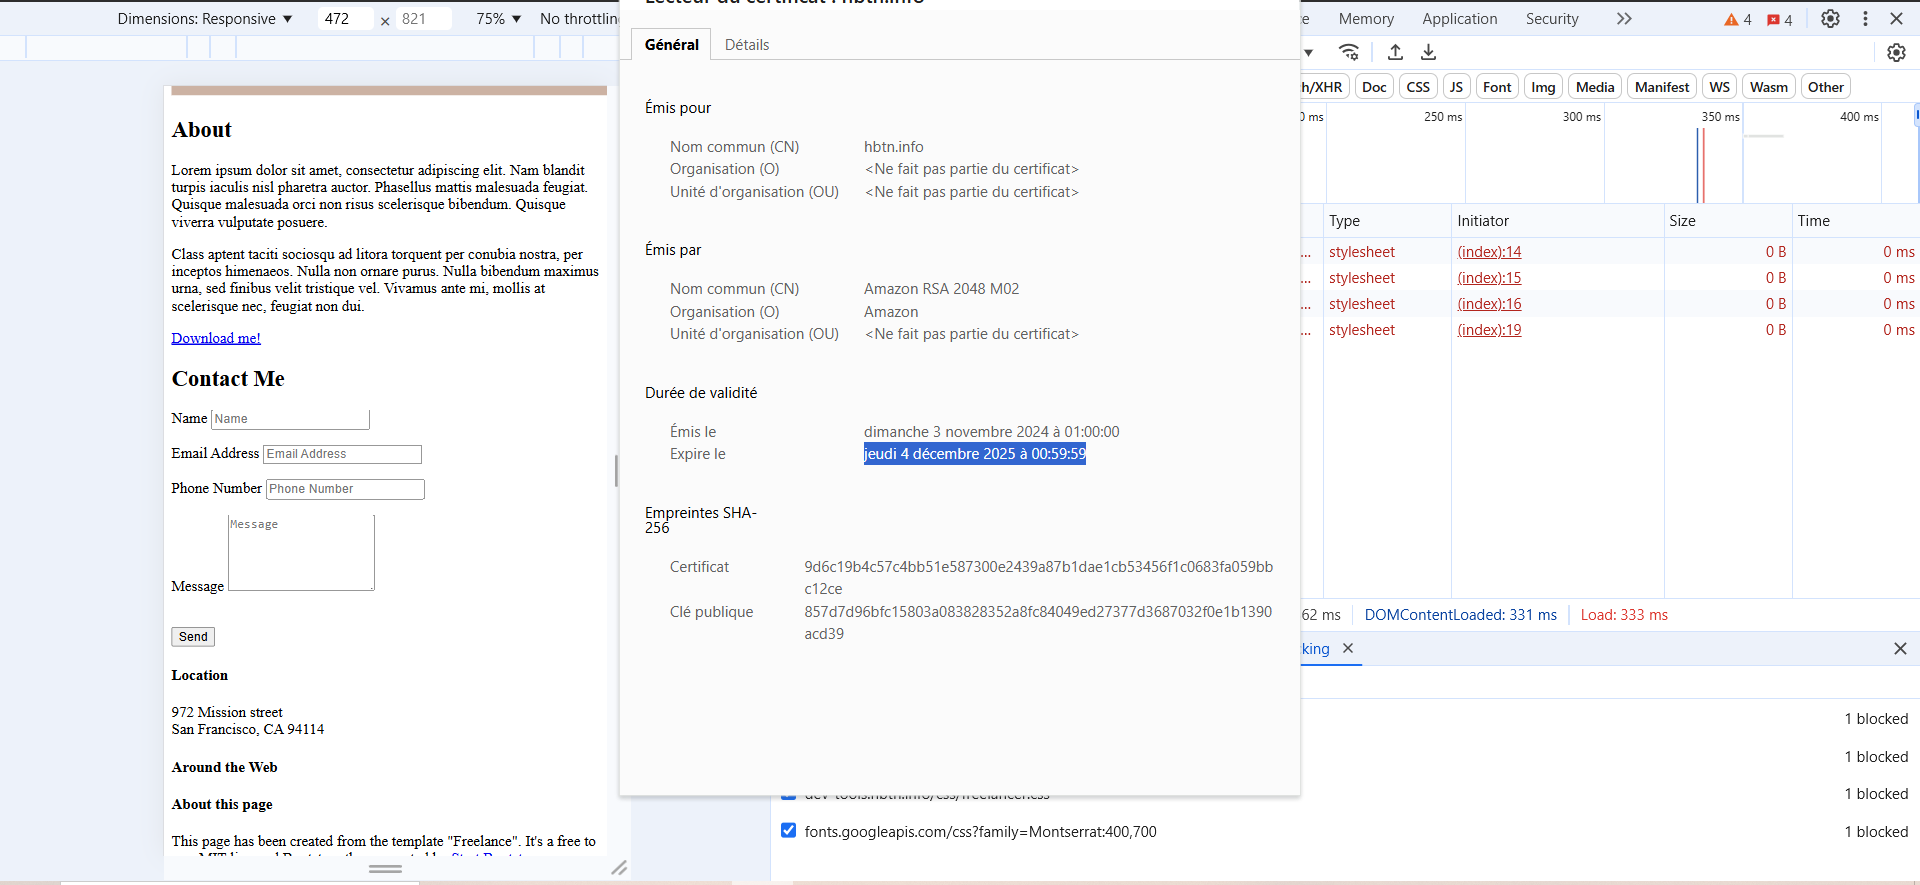 Dimensions: Responsive ▼ 472 × 821 75% ▼
Memory Application Security 4 4
Général Détails
h/XHR Doc CSS JS Font Img Media Manifest WS Wasm Other
250 ms 300 ms 350 ms 400 ms
About
Lorem ipsum dolor sit amet, consectetur adipiscing elit. Nam blandit
turpis iaculis nisl pharetra auctor. Phasellus mattis malesuada feugiat.
Quisque malesuada orci non risus scelerisque bibendum. Quisque
viverra vulputate posuere.
Class aptent taciti sociosqu ad litora torquent per conubia nostra, per
inceptos himenaeos. Nulla non ornare purus. Nulla bibendum maximus
urna, sed finibus velit tristique vel. Vivamus ante mi, mollis at
scelerisque nec, feugiat non dui.
Download me!
Contact Me
Name Name
Email Address Email Address
Phone Number Phone Number
Message
Message
Send
Location
972 Mission street
San Francisco, CA 94114
Around the Web
About this page
This page has been created from the template "Freelance". It's a free to
Émis pour
Nom commun (CN) hbtn.info
Organisation (O) <Ne fait pas partie du certificat>
Unité d'organisation (OU) <Ne fait pas partie du certificat>
Émis par
Nom commun (CN) Amazon RSA 2048 M02
Organisation (O) Amazon
Unité d'organisation (OU) <Ne fait pas partie du certificat>
Durée de validité
Émis le dimanche 3 novembre 2024 à 01:00:00
Expire le jeudi 4 décembre 2025 à 00:59:59
Empreintes SHA-
256
Certificat 9d6c19b4c57c4bb51e587300e2439a87b1dae1cb53456f1c0683fa059bb
c12ce
Clé publique 857d7d96bfc15803a083828352a8fc84049ed27377d3687032f0e1b1390
acd39
Type Initiator Size Time
... stylesheet (index):14 0 B 0 ms
... stylesheet (index):15 0 B 0 ms
... stylesheet (index):16 0 B 0 ms
... stylesheet (index):19 0 B 0 ms
62 ms DOMContentLoaded: 331 ms Load: 333 ms
king
1 blocked
1 blocked
1 blocked
fonts.googleapis.com/css?family=Montserrat:400,700 1 blocked